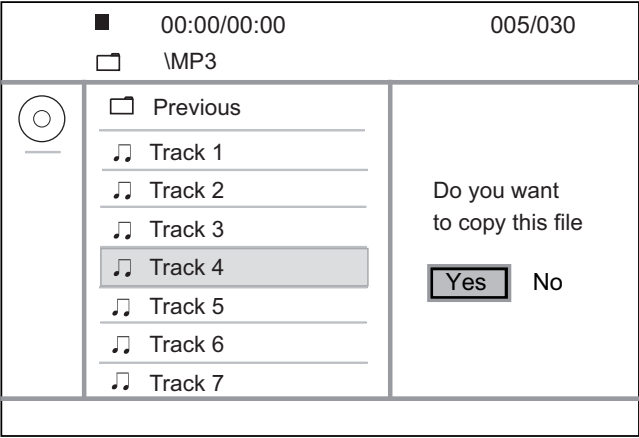 00:00/00:00 005/030
\MP3
Previous
Track 1
Track 2
Track 3
Track 4
Track 5
Track 6
Track 7
Do you want
to copy this file
Yes No